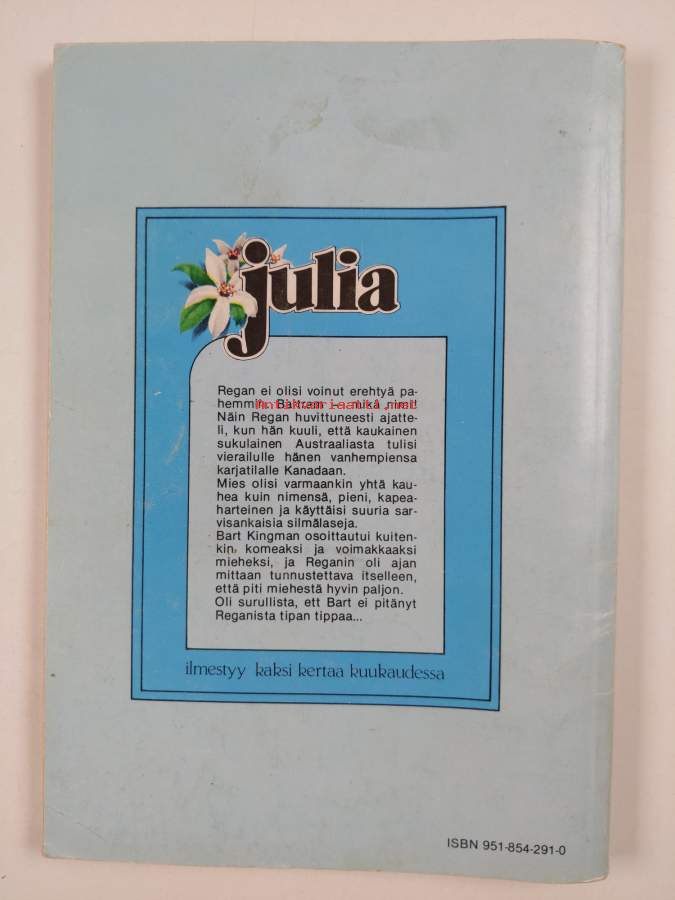 julia
Regan ei olisi voinut erehtyä pa-
hemmin. Bertram — mikä nimi!
Näin Regan huvittuneesti ajatte-
li, kun hän kuuli, että kaukainen
sukulainen Austraaliasta tulisi
vierailulle hänen vanhempiensa
karjatilalle Kanadaan.
Mies olisi varmaankin yhtä kau-
hea kuin nimensä, pieni, kapea-
harteinen ja käyttäisi suuria sar-
visankaisia silmälaseja.
Bart Kingman osoittautui kuiten-
kin komeaksi ja voimakkaaksi
mieheksi, ja Reganin oli ajan
mittaan tunnustettava itselleen,
että piti miehestä hyvin paljon.
Oli surullista, ett Bart ei pitänyt
Reganista tipan tippaa...
ilmestyy kaksi kertaa kuukaudessa
ISBN 951-854-291-0